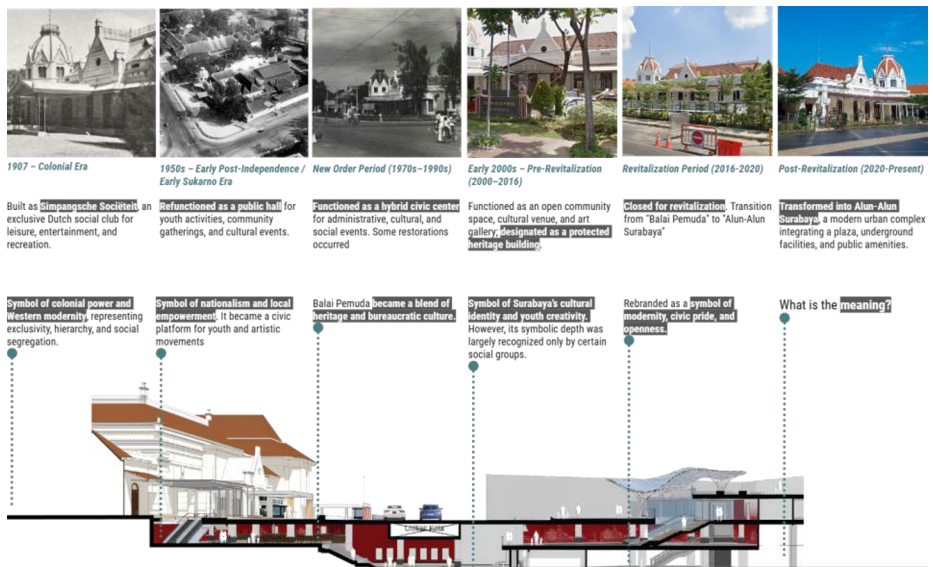 1907 – Colonial Era
Built as Simpangsche Sociëteit, an
exclusive Dutch social club for
leisure, entertainment, and
recreation.
1950s – Early Post-Independence /
Early Sukarno Era
Refunctioned as a public hall for
youth activities, community
gatherings, and cultural events.
New Order Period (1970s–1990s)
Functioned as a hybrid civic center
for administrative, cultural, and
social events. Some restorations
occurred
Early 2000s – Pre-Revitalization
(2000–2016)
Functioned as an open community
space, cultural venue, and art
gallery, designated as a protected
heritage building.
Revitalization Period (2016-2020)
Closed for revitalization. Transition
from "Balai Pemuda" to "Alun-Alun
Surabaya"
Post-Revitalization (2020-Present)
Transformed into Alun-Alun
Surabaya, a modern urban complex
integrating a plaza, underground
facilities, and public amenities.
Symbol of colonial power and
Western modernity, representing
exclusivity, hierarchy, and social
segregation.
Symbol of nationalism and local
empowerment. It became a civic
platform for youth and artistic
movements
Balai Pemuda became a blend of
heritage and bureaucratic culture.
Symbol of Surabaya's cultural
identity and youth creativity.
However, its symbolic depth was
largely recognized only by certain
social groups.
Rebranded as a symbol of
modernity, civic pride, and
openness.
What is the meaning?